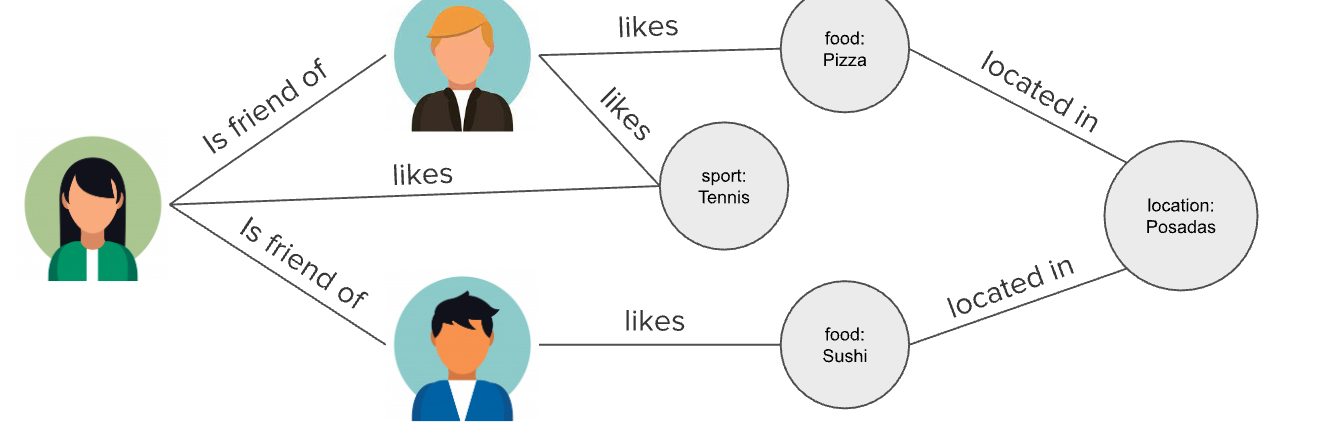 likes
food:
Pizza
located in
Is friend of
likes
likes
sport:
Tennis
location:
Posadas
Is friend of
likes
food:
Sushi
located in